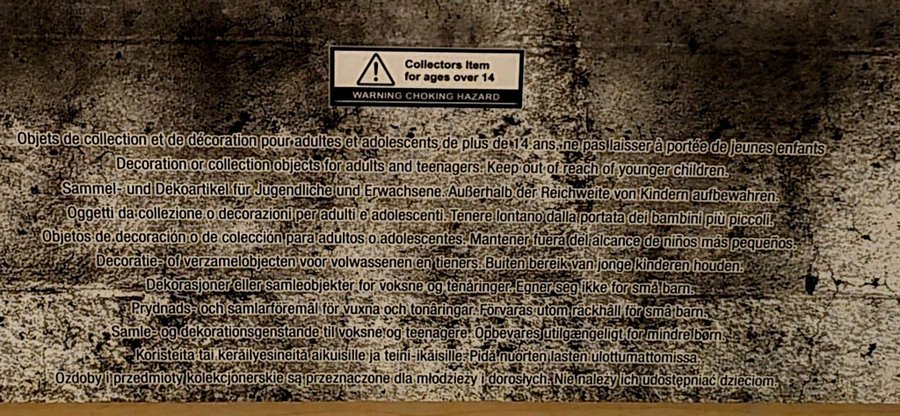 Collectors Item
for ages over 14
WARNING CHOKING HAZARD
Objets de collection et de décoration pour adultes et adolescents de plus de 14 ans, ne pas laisser à portée de jeunes enfants
Decoration or collection objects for adults and teenagers. Keep out of reach of younger children.
Sammel- und Dekoartikel für Jugendliche und Erwachsene. Außerhalb der Reichweite von Kindern aufbewahren.
Oggetti da collezione o decorazioni per adulti e adolescenti. Tenere lontano dalla portata dei bambini più piccoli.
Objetos de decoración o de colección para adultos o adolescentes. Mantener fuera del alcance de niños más pequeños.
Decoratie- of verzamelobjecten voor volwassenen en tieners. Buiten bereik van jonge kinderen houden.
Dekorasjoner eller samleobjekter for voksne og tenåringer. Egner seg ikke for små barn.
Prydnads- och samlarföremål för vuxna och tonåringar. Förvaras utom räckhåll för små barn.
Samle- og dekorationsgenstande til voksne og teenagere. Opbevares utilgængeligt for mindre børn.
Koristeita tai keräilyesineitä aikuisille ja teini-ikäisille. Pidä nuorten lasten ulottumattomissa.
Ozdoby i przedmioty kolekcjonerskie są przeznaczone dla młodzieży i dorosłych. Nie należy ich udostępniać dzieciom.